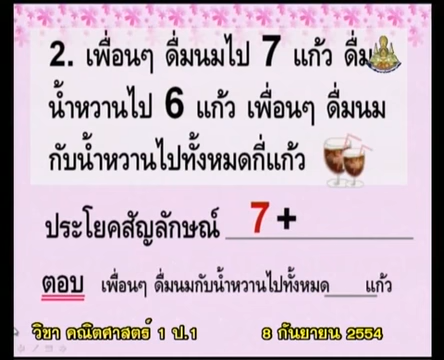 2. เพื่อนๆ ดื่มนมไป 7 แก้ว ดื่ม
น้ำหวานไป 6 แก้ว เพื่อนๆ ดื่มนม
กับน้ำหวานไปทั้งหมดกี่แก้ว
ประโยคสัญลักษณ์ 7 +
ตอบ เพื่อนๆ ดื่มนมกับน้ำหวานไปทั้งหมด______แก้ว
วิชา คณิตศาสตร์ 1 ป.1 8 กันยายน 2554